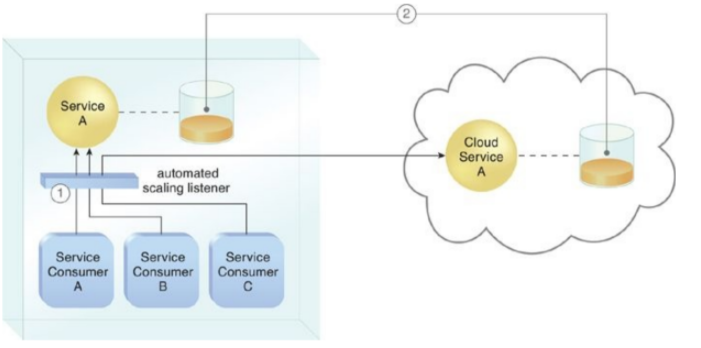 2
Service
A
Cloud
Service
A
automated
scaling listener
1
Service
Consumer
A
Service
Consumer
B
Service
Consumer
C